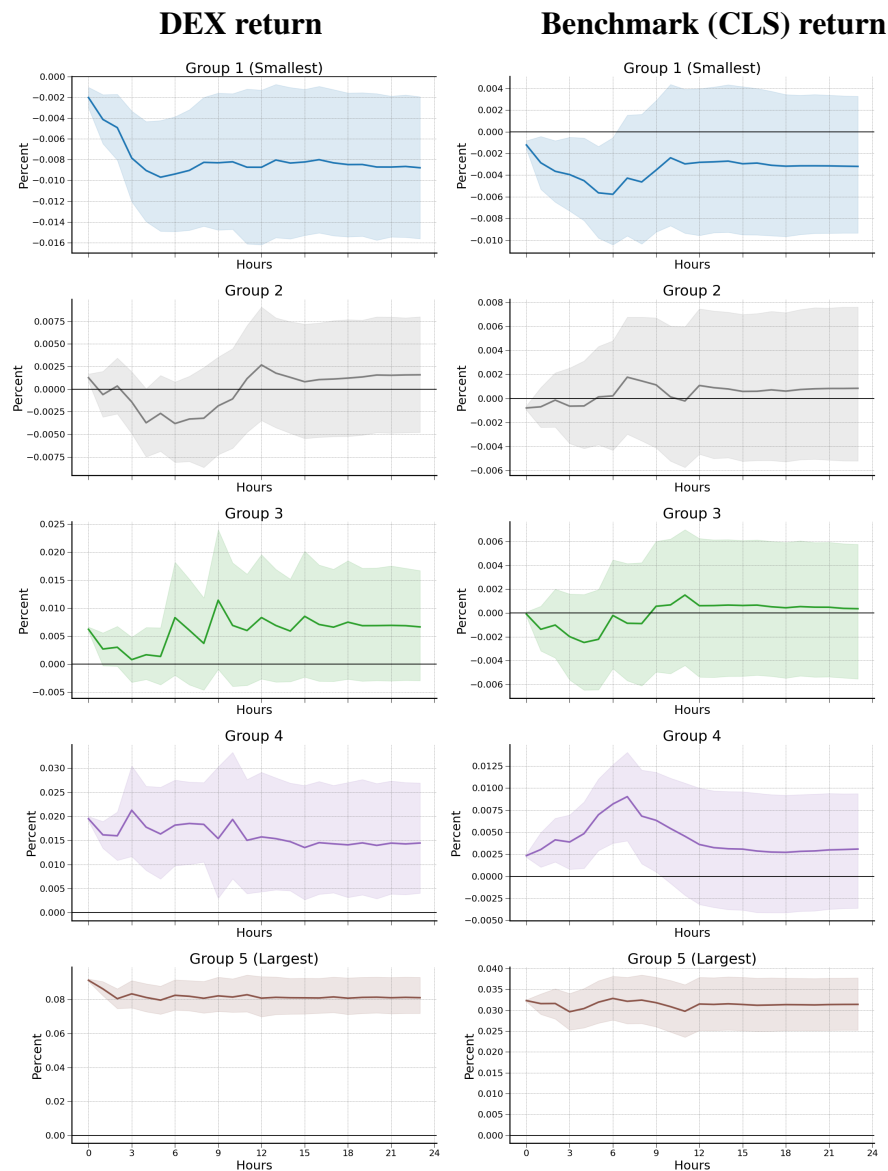 DEX return
Benchmark (CLS) return
Group 1 (Smallest)
Percent
0.000
−0.002
−0.004
−0.006
−0.008
−0.010
−0.012
−0.014
−0.016
Hours
Group 1 (Smallest)
Percent
0.004
0.002
0.000
−0.002
−0.004
−0.006
−0.008
−0.010
Hours
Group 2
Percent
0.0075
0.0050
0.0025
0.0000
−0.0025
−0.0050
−0.0075
Hours
Group 2
Percent
0.008
0.006
0.004
0.002
0.000
−0.002
−0.004
−0.006
Hours
Group 3
Percent
0.025
0.020
0.015
0.010
0.005
0.000
−0.005
Hours
Group 3
Percent
0.006
0.004
0.002
0.000
−0.002
−0.004
−0.006
Hours
Group 4
Percent
0.030
0.025
0.020
0.015
0.010
0.005
0.000
Hours
Group 4
Percent
0.0125
0.0100
0.0075
0.0050
0.0025
0.0000
−0.0025
−0.0050
Hours
Group 5 (Largest)
Percent
0.08
0.06
0.04
0.02
0.00
0 3 6 9 12 15 18 21 24
Hours
Group 5 (Largest)
Percent
0.040
0.035
0.030
0.025
0.020
0.015
0.010
0.005
0.000
0 3 6 9 12 15 18 21 24
Hours